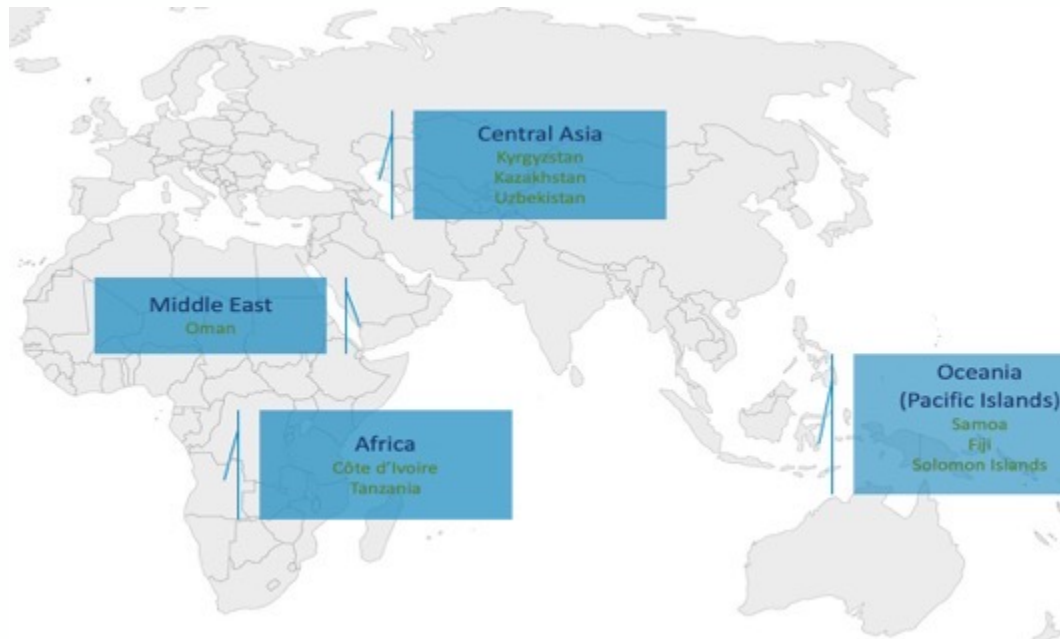 Central Asia
Kyrgyzstan
Kazakhstan
Uzbekistan
Middle East
Oman
Africa
Côte d'Ivoire
Tanzania
Oceania
(Pacific Islands)
Samoa
Fiji
Solomon Islands